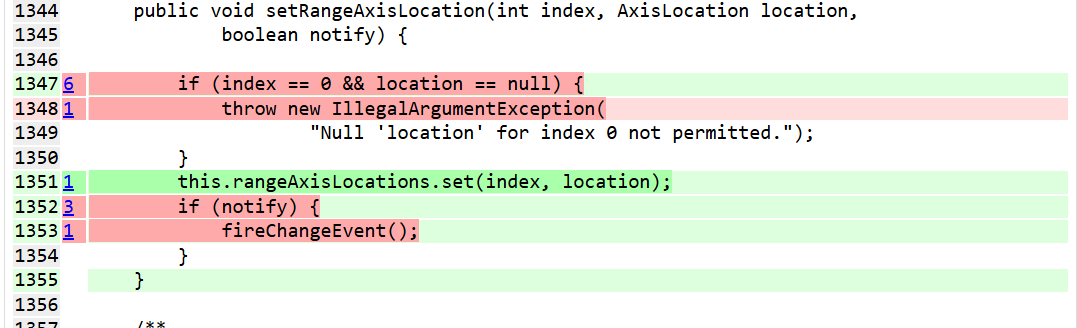 1344 public void setRangeAxisLocation(int index, AxisLocation location,
1345 boolean notify) {
1346
1347 6 if (index == 0 && location == null) {
1348 1 throw new IllegalArgumentException(
1349 "Null 'location' for index 0 not permitted.");
1350 }
1351 1 this.rangeAxisLocations.set(index, location);
1352 3 if (notify) {
1353 1 fireChangeEvent();
1354 }
1355 }
1356
1357 /**